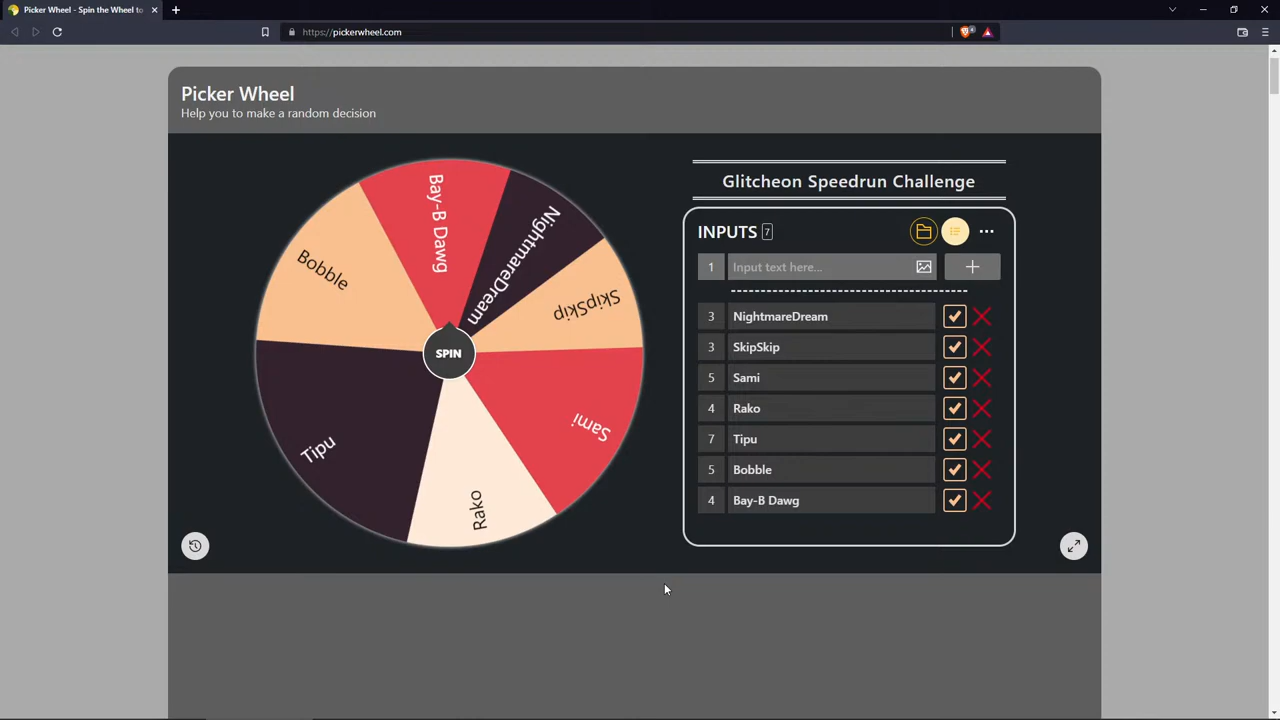 Picker Wheel - Spin the Wheel to
https://pickerwheel.com
4
Picker Wheel
Help you to make a random decision
Bay-B Dawg
NightmareDream
SkipSkip
Sami
Rako
Tipu
Bobble
SPIN
Glitcheon Speedrun Challenge
INPUTS 7
1 Input text here...
3 NightmareDream
3 SkipSkip
5 Sami
4 Rako
7 Tipu
5 Bobble
4 Bay-B Dawg